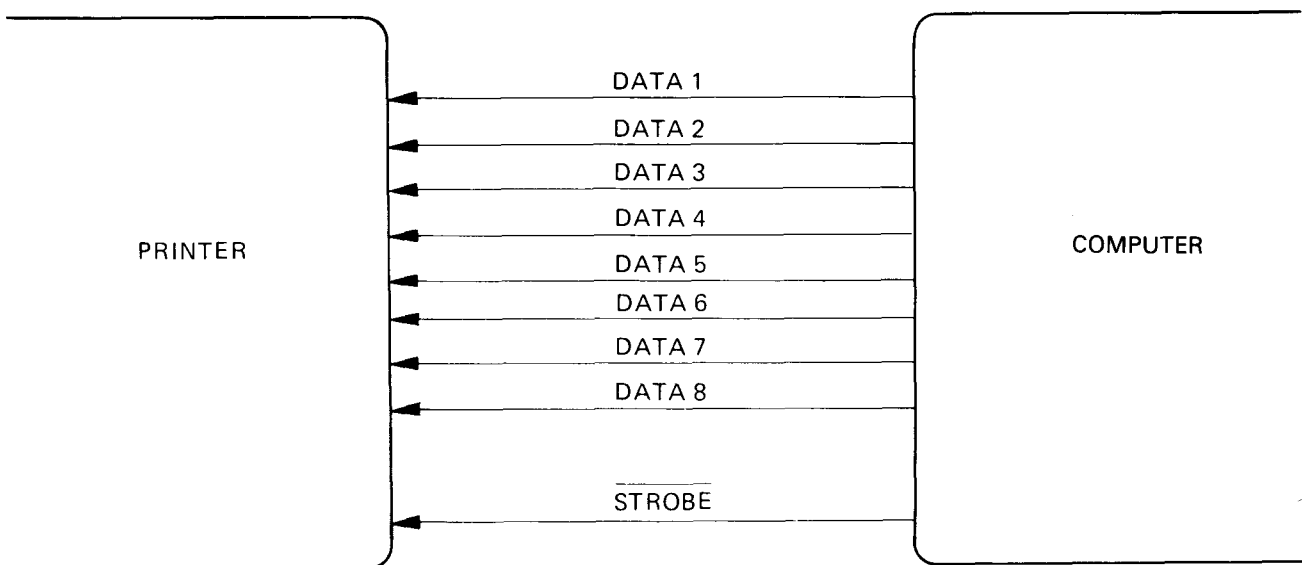 DATA 1
DATA 2
DATA 3
DATA 4
PRINTER
COMPUTER
DATA 5
DATA 6
DATA 7
DATA 8
STROBE